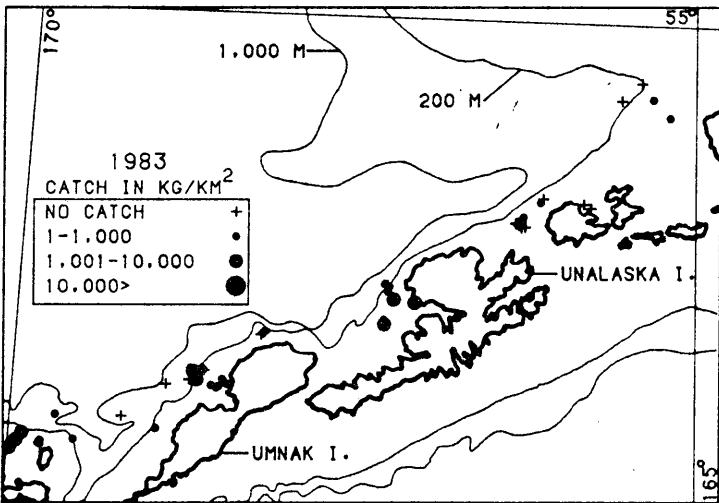 170°
55°
1.000 M
200 M
1983
CATCH IN KG/KM²
NO CATCH +
1-1.000
1.001-10.000
10.000>
UNALASKA I.
UMNAK I.
165°